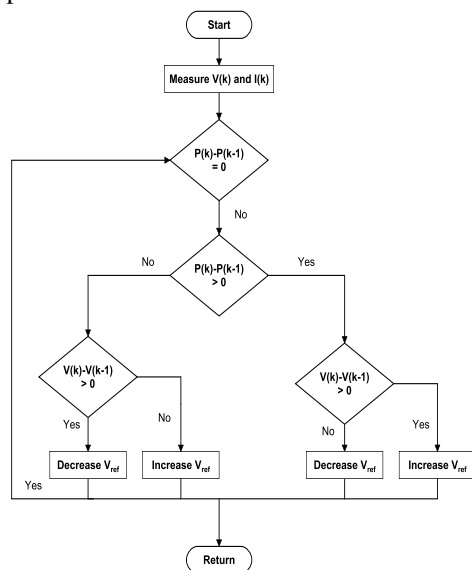 Start
Measure V(k) and I(k)
P(k)-P(k-1)
= 0
No
No
P(k)-P(k-1)
> 0
Yes
V(k)-V(k-1)
> 0
V(k)-V(k-1)
> 0
Yes
No
No
Yes
Decrease Vref
Increase Vref
Decrease Vref
Increase Vref
Yes
Return